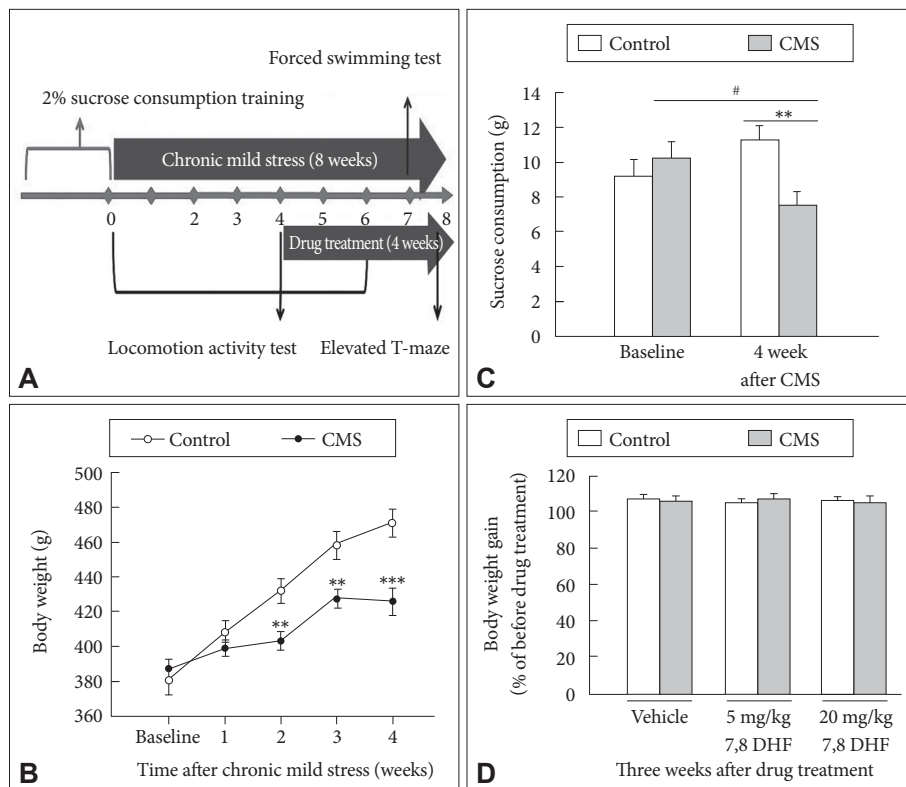 Forced swimming test
2% sucrose consumption training
Chronic mild stress (8 weeks)
0 2 3 4 5 6 7 8
Drug treatment (4 weeks)
Locomotion activity test Elevated T-maze
A
Control CMS
#
**
14
12
10
8
6
4
2
0
Sucrose consumption (g)
Baseline 4 week
after CMS
C
Control CMS
500
480
460
440
420
400
380
360
Body weight (g)
**
**
***
Baseline 1 2 3 4
Time after chronic mild stress (weeks)
B
Control CMS
120
100
80
60
40
20
0
Body weight gain
(% of before drug treatment)
Vehicle 5 mg/kg 20 mg/kg
7,8 DHF 7,8 DHF
Three weeks after drug treatment
D